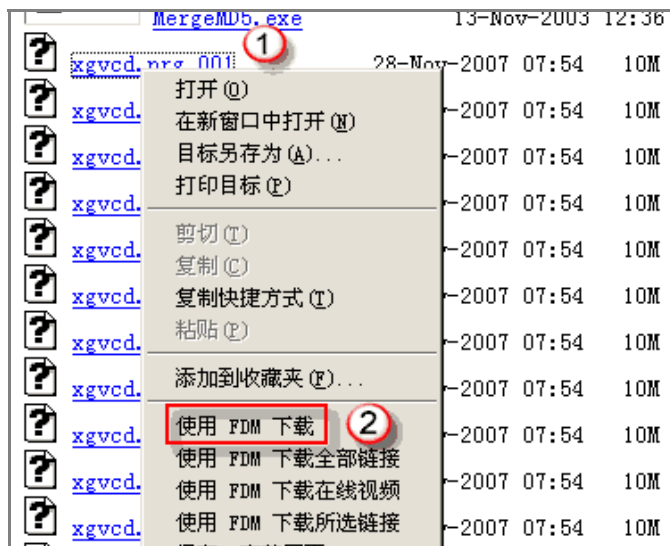 MergeMD5.exe 13-Nov-2003 12:36
1
xgvcd.nrg.001 28-Nov-2007 07:54 10M
打开(O)
xgvcd. -2007 07:54 10M
在新窗口中打开(N)
目标另存为(A)...
xgvcd. -2007 07:54 10M
打印目标(P)
xgvcd. -2007 07:54 10M
剪切(T)
xgvcd. -2007 07:54 10M
复制(C)
复制快捷方式(T)
xgvcd. -2007 07:54 10M
粘贴(P)
xgvcd. -2007 07:54 10M
添加到收藏夹(F)...
xgvcd. -2007 07:54 10M
使用 FDM 下载 2
xgvcd. -2007 07:54 10M
使用 FDM 下载全部链接
xgvcd. -2007 07:54 10M
使用 FDM 下载在线视频
使用 FDM 下载所选链接
xgvcd. -2007 07:54 10M